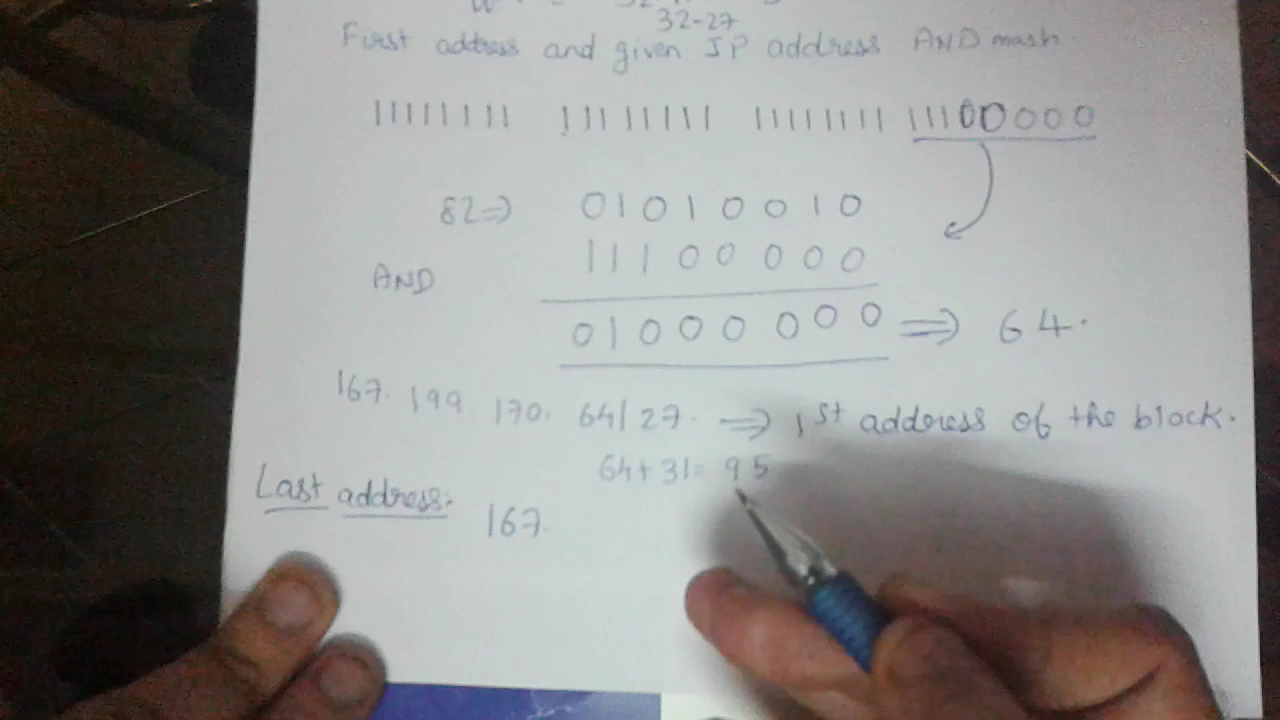 32-27
First address and given IP address AND mash.
11111111 11111111 11111111 11100000
82⇒ 01010010
AND 11100000
01000000 ⇒ 64.
167. 199. 170. 64/27. ⇒ 1st address of the block.
64+31= 95
Last address: 167.